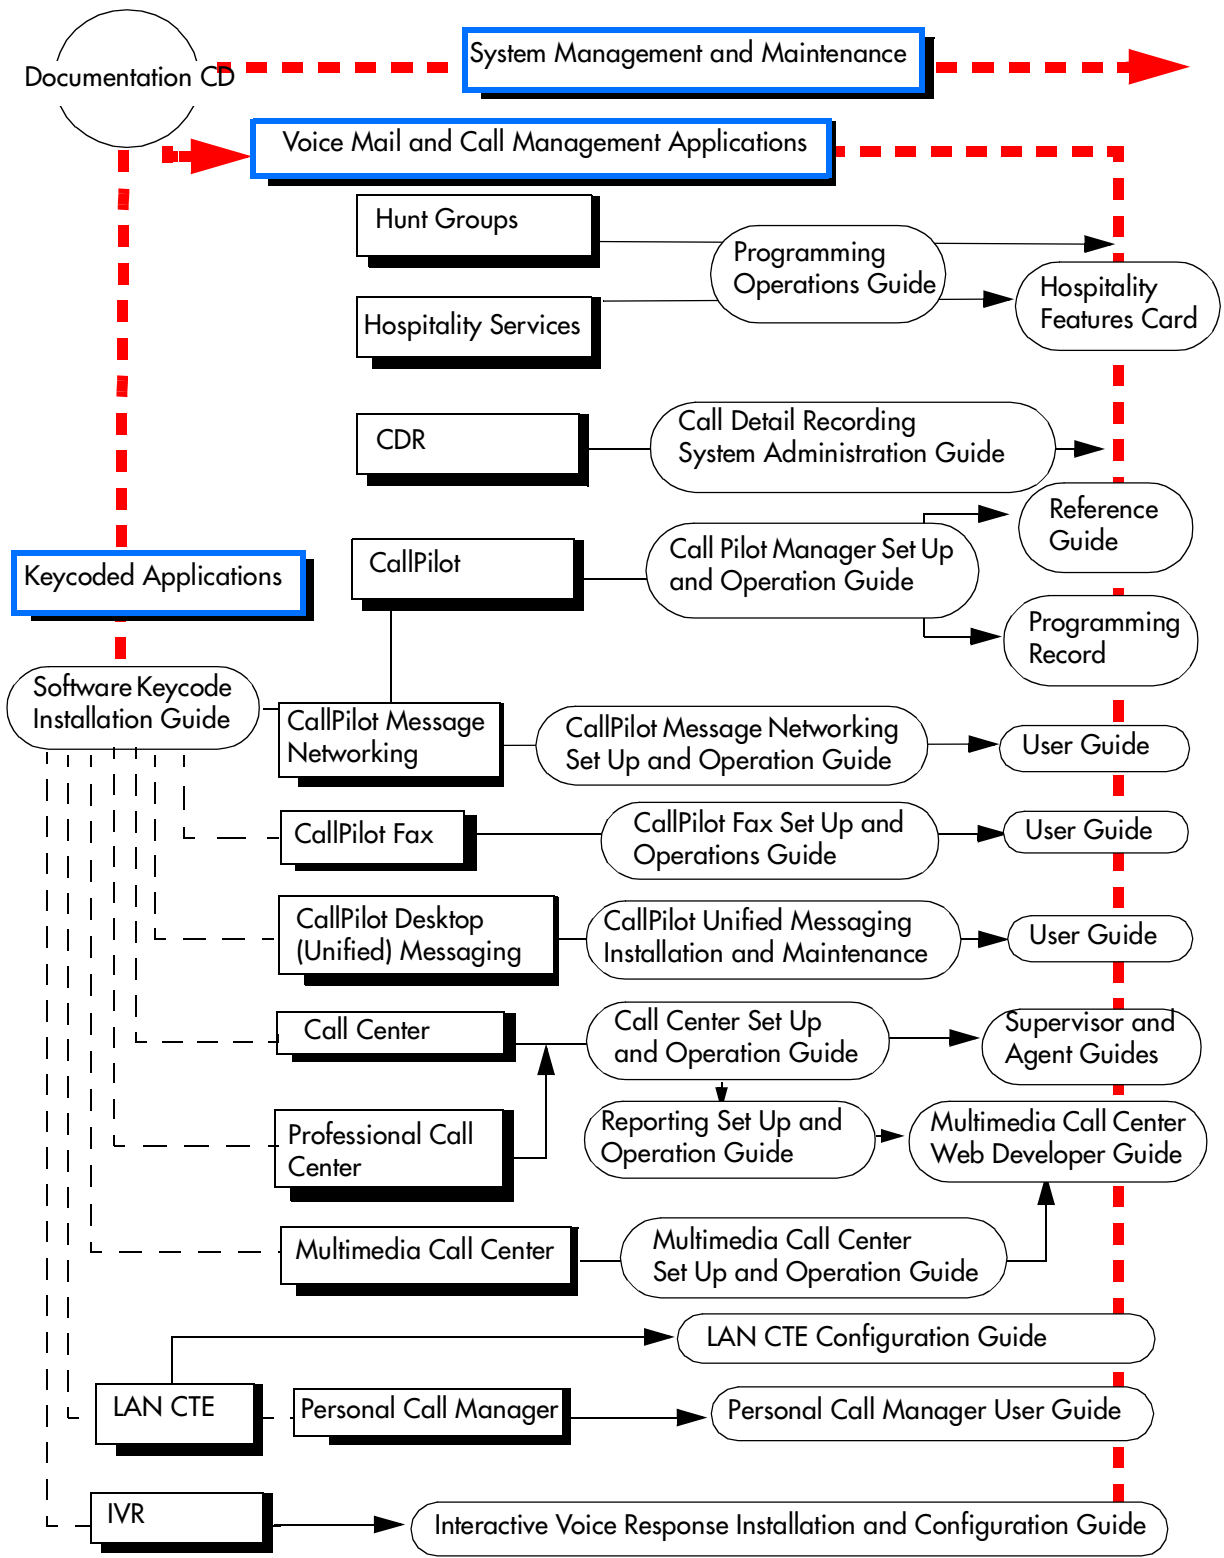 Documentation CD
System Management and Maintenance
Voice Mail and Call Management Applications
Hunt Groups
Programming
Operations Guide
Hospitality Services
Hospitality
Features Card
CDR
Call Detail Recording
System Administration Guide
Reference
Guide
CallPilot
Call Pilot Manager Set Up
and Operation Guide
Keycoded Applications
Programming
Record
Software Keycode
Installation Guide
CallPilot Message
Networking
CallPilot Message Networking
Set Up and Operation Guide
User Guide
CallPilot Fax
CallPilot Fax Set Up and
Operations Guide
User Guide
CallPilot Desktop
(Unified) Messaging
CallPilot Unified Messaging
Installation and Maintenance
User Guide
Call Center
Call Center Set Up
and Operation Guide
Supervisor and
Agent Guides
Professional Call
Center
Reporting Set Up and
Operation Guide
Multimedia Call Center
Web Developer Guide
Multimedia Call Center
Multimedia Call Center
Set Up and Operation Guide
LAN CTE Configuration Guide
LAN CTE
Personal Call Manager
Personal Call Manager User Guide
IVR
Interactive Voice Response Installation and Configuration Guide